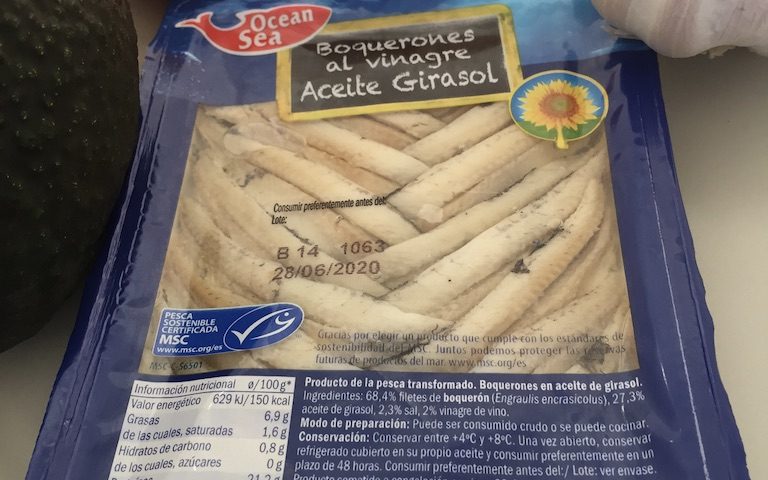 Ocean
Sea
Boquerones
al Vinagre
Aceite Girasol
Consumir preferentemente antes del:
Lote:
B 14 1063
28/06/2020
PESCA
SOSTENIBLE
CERTIFICADA
MSC
www.msc.org/es
MSC-C-56501
Gracias por elegir un producto que cumple con los estándares de
sostenibilidad del MSC. Juntos podemos proteger las reservas
futuras de productos del mar. www.msc.org/es
Información nutricional ø/100g*
Valor energético 629 kJ/150 kcal
Grasas 6,9 g
de las cuales, saturadas 1,6 g
Hidratos de carbono 0,8 g
de los cuales, azúcares 0 g
Producto de la pesca transformado. Boquerones en aceite de girasol.
Ingredientes: 68,4% filetes de boquerón (Engraulis encrasicolus), 27,3%
aceite de girasol, 2,3% sal, 2% vinagre de vino.
Modo de preparación: Puede ser consumido crudo o se puede cocinar.
Conservación: Conservar entre +4ºC y +8ºC. Una vez abierto, conservar
refrigerado cubierto en su propio aceite y consumir preferentemente en un
plazo de 48 horas. Consumir preferentemente antes del:/ Lote: ver envase.